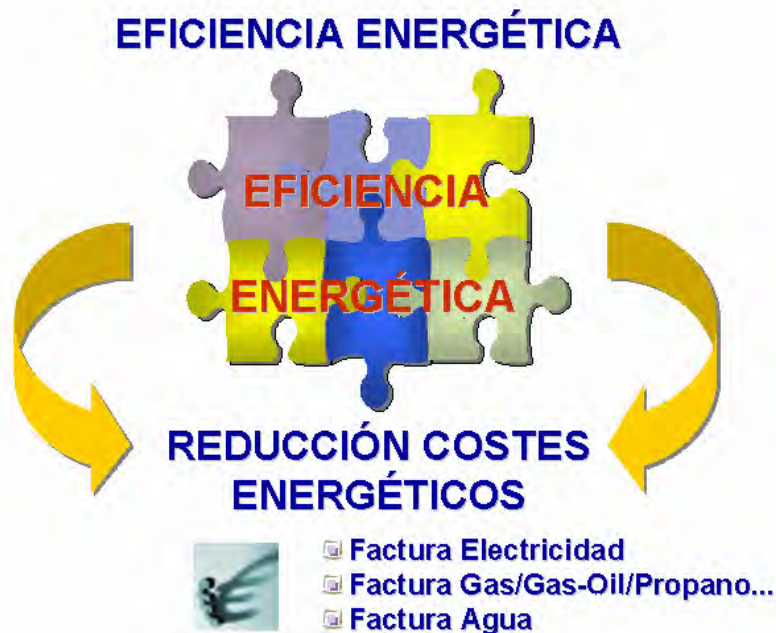 EFICIENCIA ENERGÉTICA
EFICIENCIA
ENERGÉTICA
REDUCCIÓN COSTES
ENERGÉTICOS
Factura Electricidad
Factura Gas/Gas-Oil/Propano...
Factura Agua